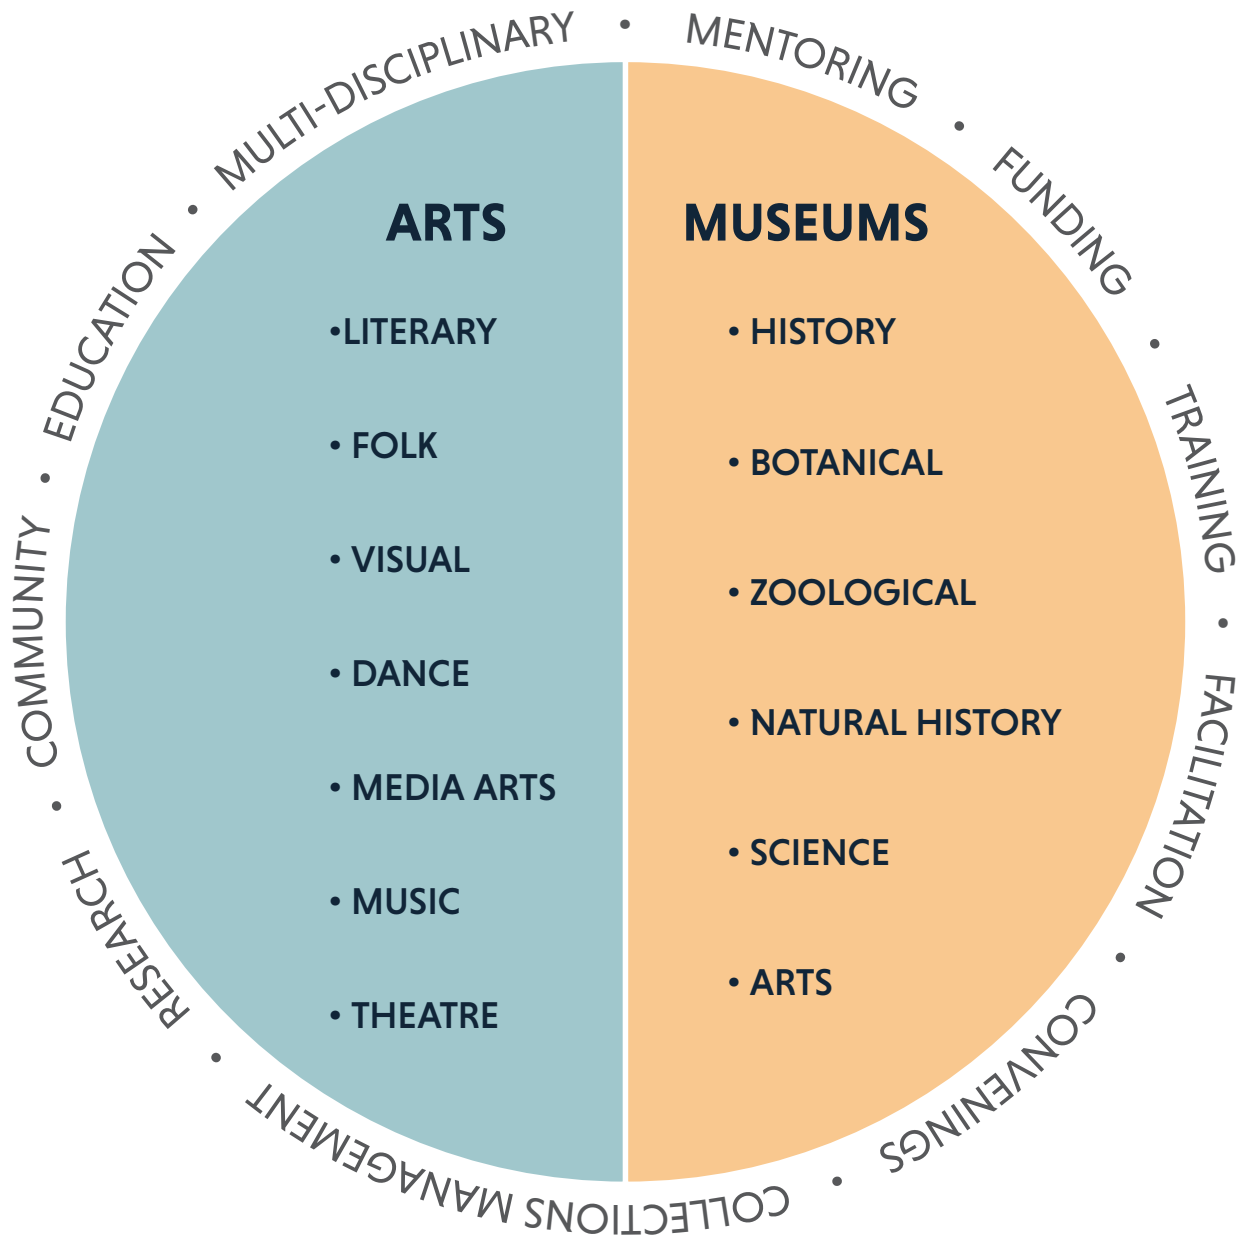 MULTI-DISCIPLINARY • MENTORING • FUNDING • TRAINING • FACILITATION • CONVENINGS • COLLECTIONS MANAGEMENT • RESEARCH • COMMUNITY • EDUCATION •
ARTS
•LITERARY
• FOLK
• VISUAL
• DANCE
• MEDIA ARTS
• MUSIC
• THEATRE
MUSEUMS
• HISTORY
• BOTANICAL
• ZOOLOGICAL
• NATURAL HISTORY
• SCIENCE
• ARTS